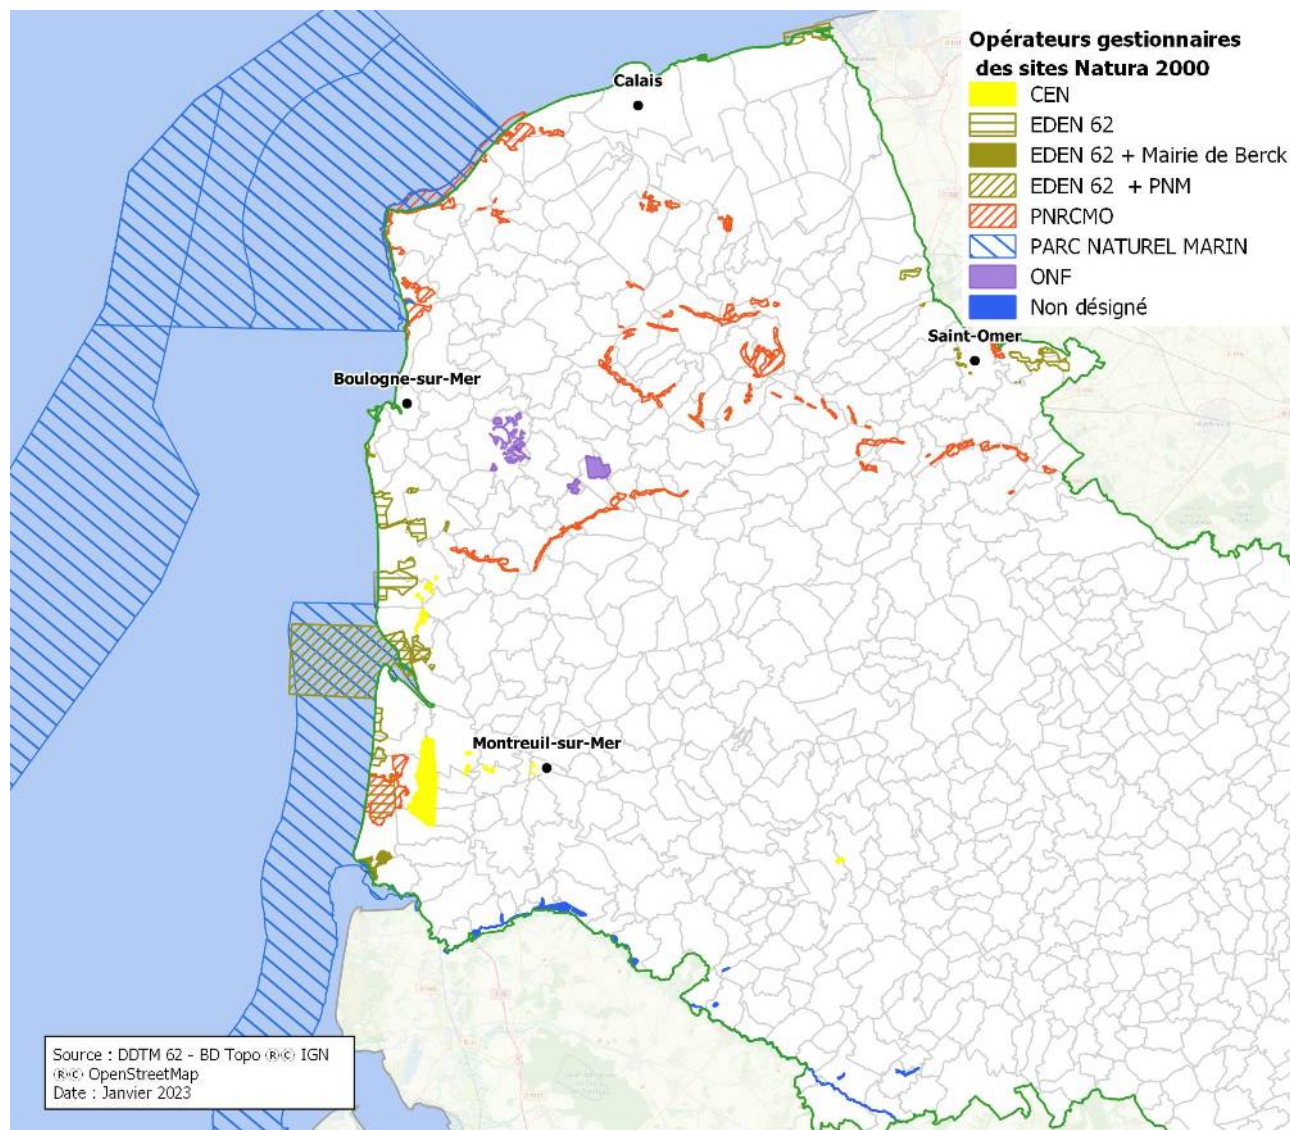 Opérateurs gestionnaires
des sites Natura 2000
CEN
EDEN 62
EDEN 62 + Mairie de Berck
EDEN 62 + PNM
PNRCMO
PARC NATUREL MARIN
ONF
Non désigné
Calais
Saint-Omer
Boulogne-sur-Mer
Montreuil-sur-Mer
Source : DDTM 62 - BD Topo (R)(C) IGN
(R)(C) OpenStreetMap
Date : Janvier 2023